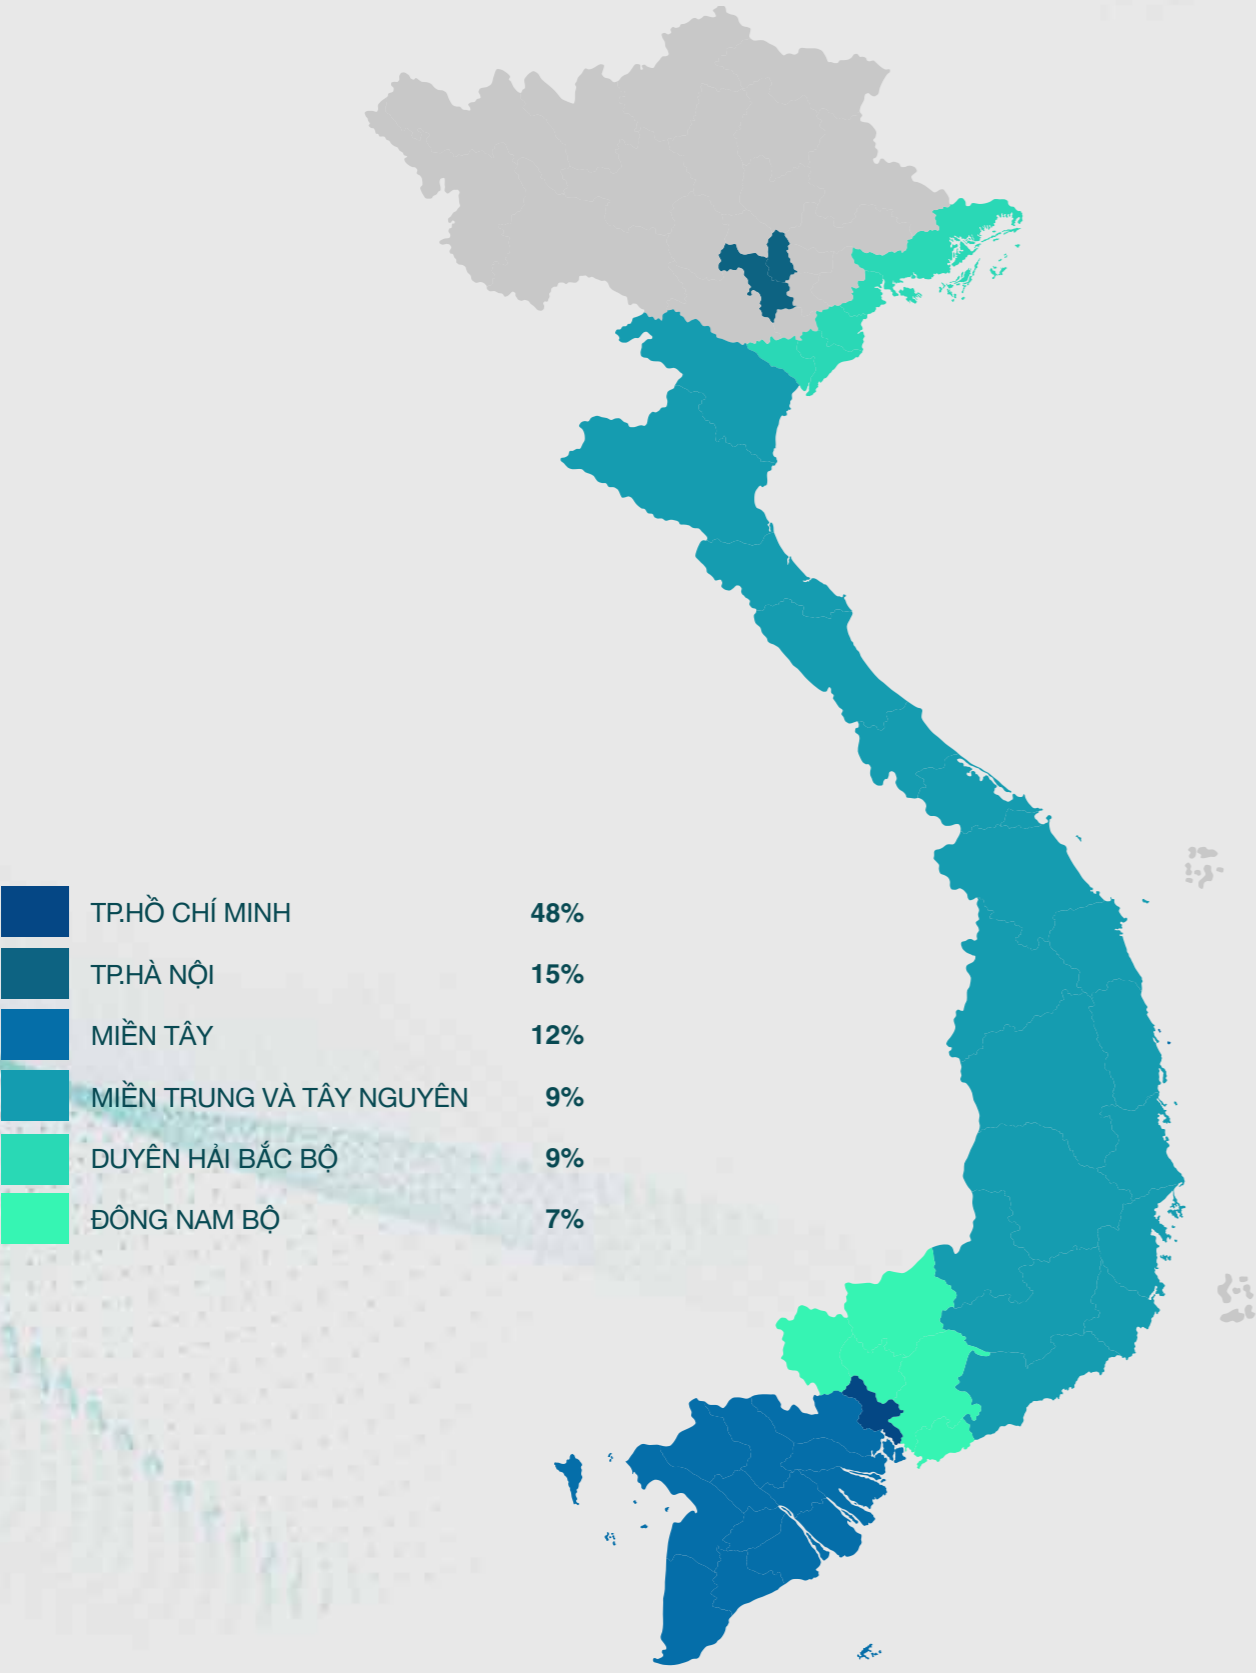 TP.HỒ CHÍ MINH 48%
TP.HÀ NỘI 15%
MIỀN TÂY 12%
MIỀN TRUNG VÀ TÂY NGUYÊN 9%
DUYÊN HẢI BẮC BỘ 9%
ĐÔNG NAM BỘ 7%